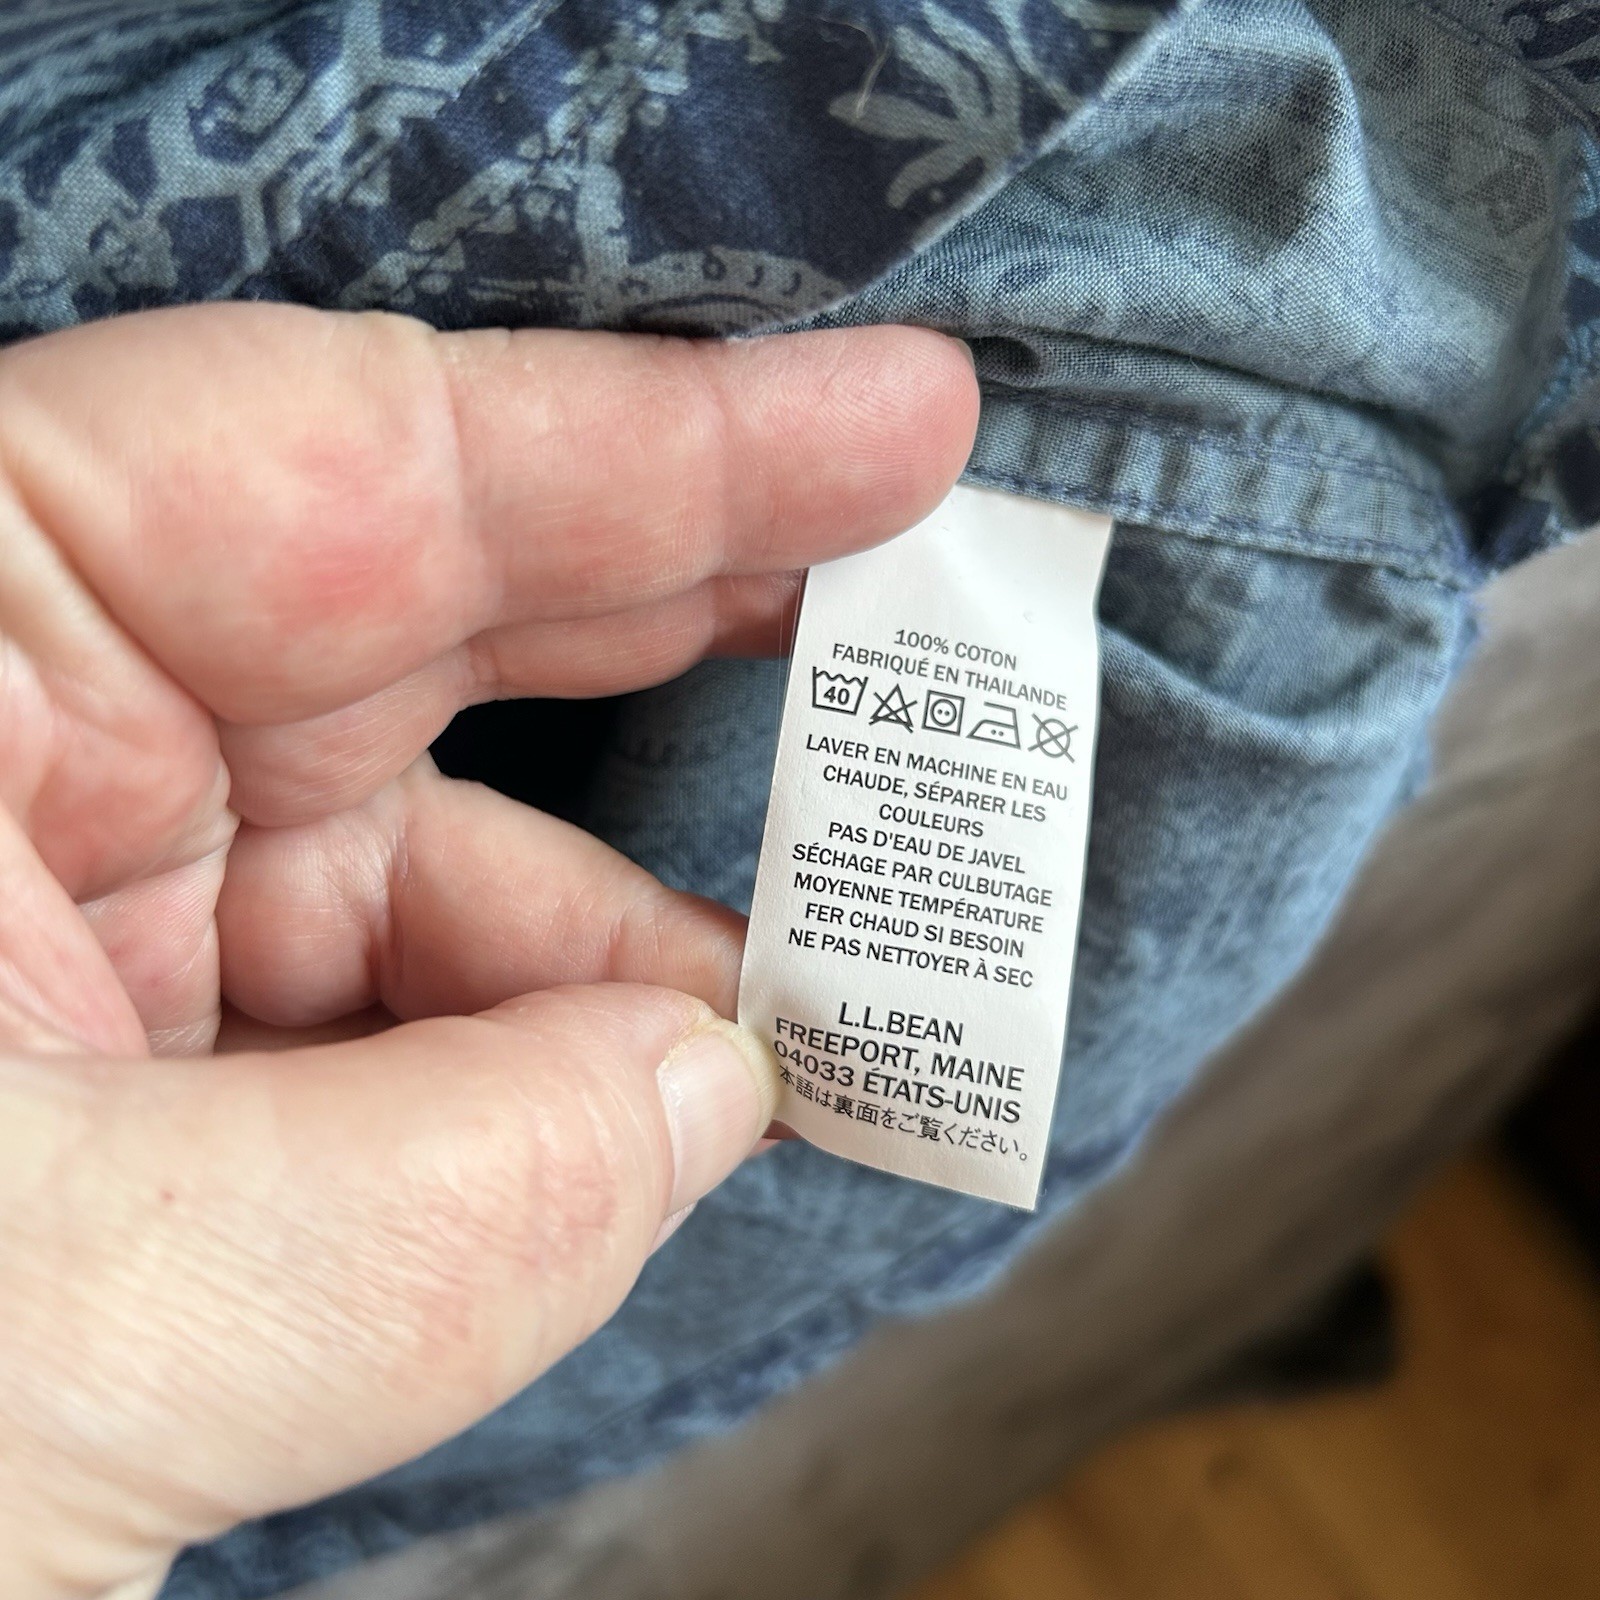 100% COTON
FABRIQUÉ EN THAILANDE
40
LAVER EN MACHINE EN EAU
CHAUDE, SÉPARER LES
COULEURS
PAS D'EAU DE JAVEL
SÉCHAGE PAR CULBUTAGE
MOYENNE TEMPÉRATURE
FER CHAUD SI BESOIN
NE PAS NETTOYER À SEC
L.L.BEAN
FREEPORT, MAINE
04033 ÉTATS-UNIS
本語は裏面をご覧ください。